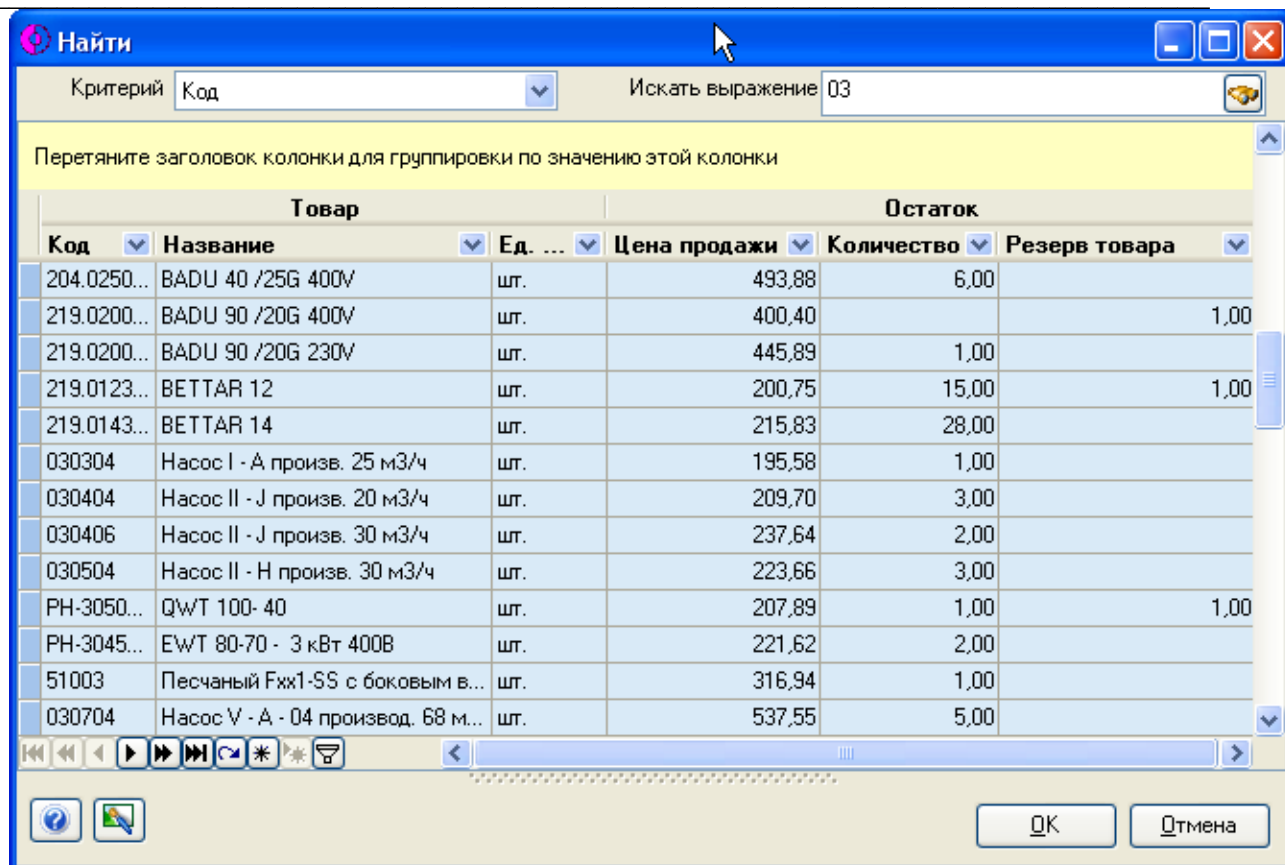 Найти
Критерий Код Искать выражение 03
Перетяните заголовок колонки для группировки по значению этой колонки
Товар Остаток
Код Название Ед. ... Цена продажи Количество Резерв товара
204.0250... BADU 40 /25G 400V шт. 493,88 6,00
219.0200... BADU 90 /20G 400V шт. 400,40 1,00
219.0200... BADU 90 /20G 230V шт. 445,89 1,00
219.0123... BETTAR 12 шт. 200,75 15,00 1,00
219.0143... BETTAR 14 шт. 215,83 28,00
030304 Насос I - А произв. 25 м3/ч шт. 195,58 1,00
030404 Насос II - J произв. 20 м3/ч шт. 209,70 3,00
030406 Насос II - J произв. 30 м3/ч шт. 237,64 2,00
030504 Насос II - Н произв. 30 м3/ч шт. 223,66 3,00
PH-3050... QWT 100- 40 шт. 207,89 1,00 1,00
PH-3045... EWT 80-70 - 3 кВт 400В шт. 221,62 2,00
51003 Песчаный Fxx1-SS с боковым в... шт. 316,94 1,00
030704 Насос V - А - 04 производ. 68 м... шт. 537,55 5,00
OK Отмена